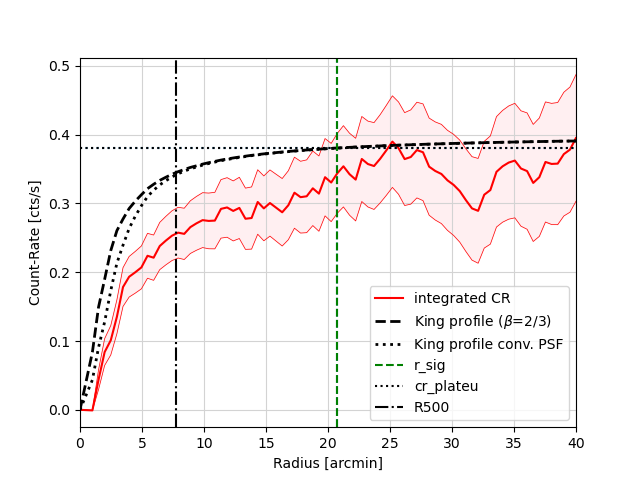 0.5
0.4
0.3
0.2
0.1
0.0
Count-Rate [cts/s]
integrated CR
King profile (β=2/3)
King profile conv. PSF
r_sig
cr_plateu
R500
0 5 10 15 20 25 30 35 40
Radius [arcmin]